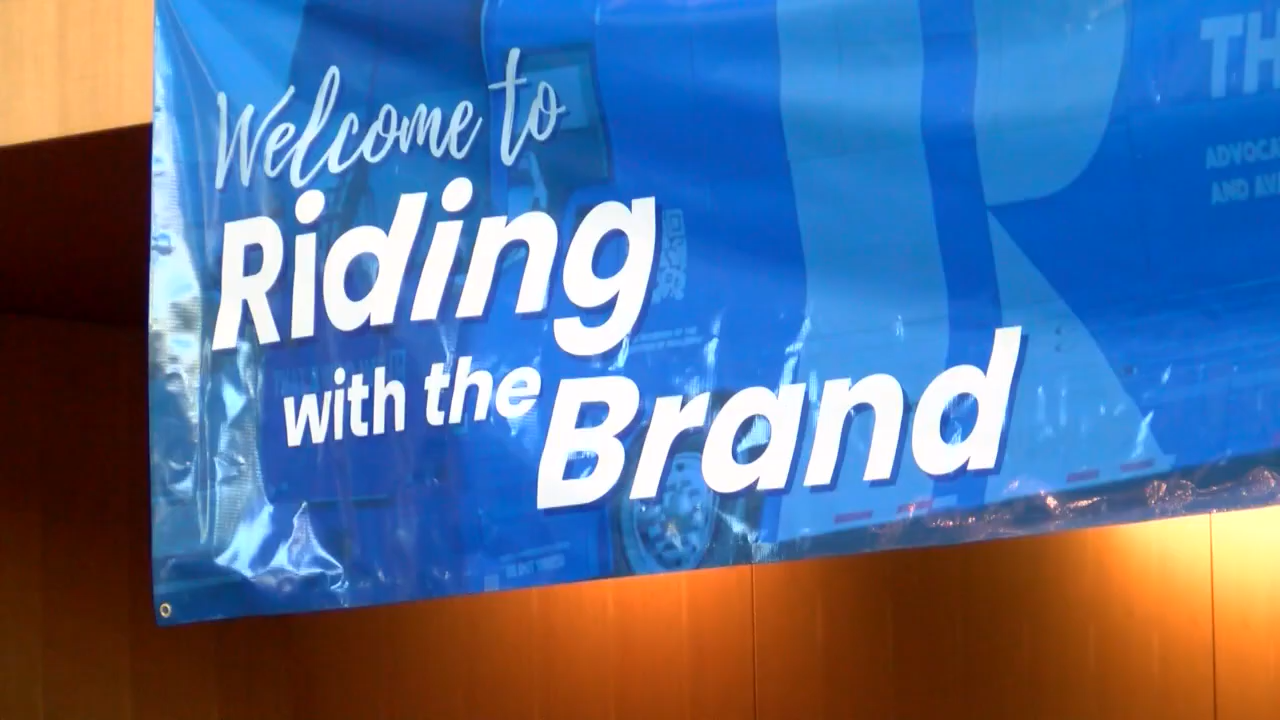 Welcome to
Riding
with the
Brand
TH
ADVOCA
AND AV